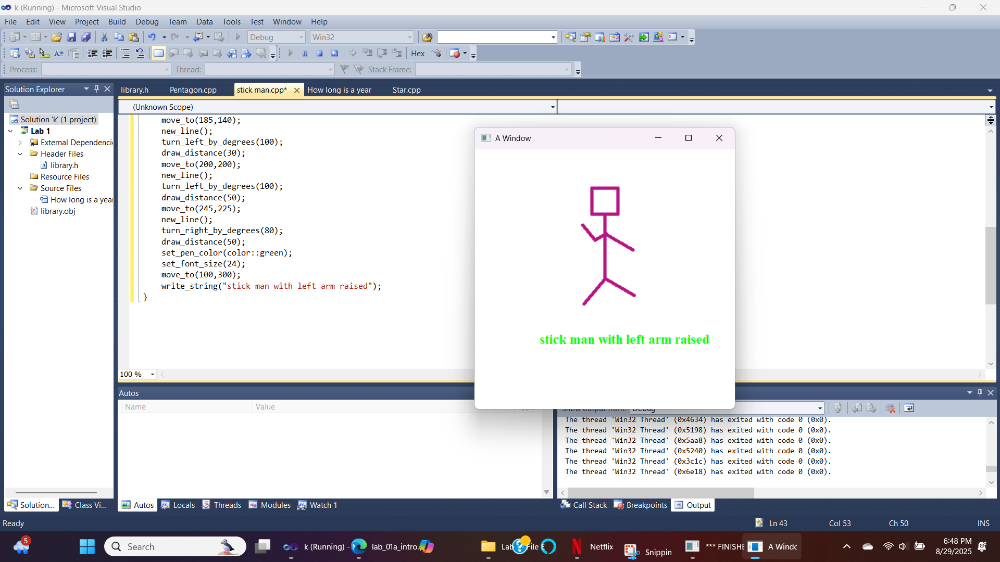 k (Running) - Microsoft Visual Studio
File Edit View Project Build Debug Team Data Tools Test Window Help
Debug Win32
Hex
Process: Thread: Stack Frame:
Solution Explorer
library.h Pentagon.cpp stick man.cpp* How long is a year Star.cpp
(Unknown Scope)
Solution 'k' (1 project)
Lab 1
External Dependenci
Header Files
library.h
Resource Files
Source Files
How long is a year
library.obj
move_to(185,140);
new_line();
turn_left_by_degrees(100);
draw_distance(30);
move_to(200,200);
new_line();
turn_left_by_degrees(100);
draw_distance(50);
move_to(245,225);
new_line();
turn_right_by_degrees(80);
draw_distance(50);
set_pen_color(color::green);
set_font_size(24);
move_to(100,300);
write_string("stick man with left arm raised");
}
100 %
A Window
stick man with left arm raised
Autos
Name Value Type
Show output from: Debug
The thread 'Win32 Thread' (0x4634) has exited with code 0 (0x0).
The thread 'Win32 Thread' (0x5198) has exited with code 0 (0x0).
The thread 'Win32 Thread' (0x5aa8) has exited with code 0 (0x0).
The thread 'Win32 Thread' (0x5240) has exited with code 0 (0x0).
The thread 'Win32 Thread' (0x3c1c) has exited with code 0 (0x0).
The thread 'Win32 Thread' (0x6e18) has exited with code 0 (0x0).
Solution... Class Vi...
Autos Locals Threads Modules Watch 1
Call Stack Breakpoints Output
Ready Ln 43 Col 53 Ch 50 INS
5 Search k (Running) - M lab_01a_intro.p Lab 1 - File E Netflix Snippin *** FINISHE A Windo
6:48 PM
8/29/2025